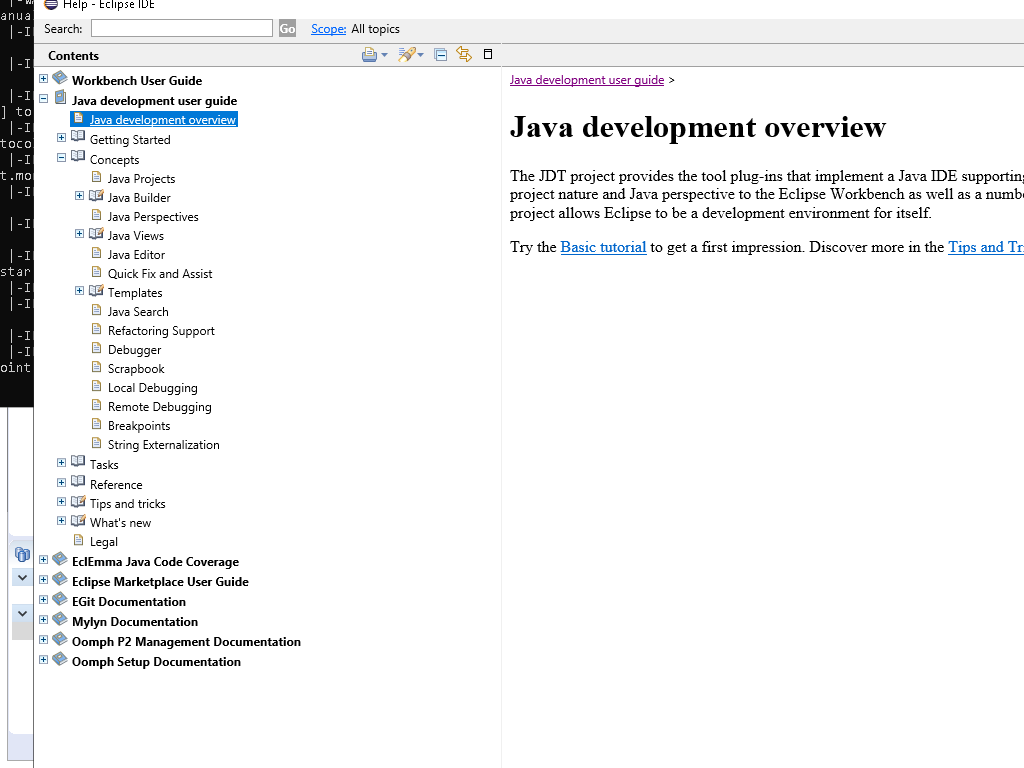 Help - Eclipse IDE
Search: Go Scope: All topics
Contents
Workbench User Guide
Java development user guide
Java development overview
Getting Started
Concepts
Java Projects
Java Builder
Java Perspectives
Java Views
Java Editor
Quick Fix and Assist
Templates
Java Search
Refactoring Support
Debugger
Scrapbook
Local Debugging
Remote Debugging
Breakpoints
String Externalization
Tasks
Reference
Tips and tricks
What's new
Legal
EclEmma Java Code Coverage
Eclipse Marketplace User Guide
EGit Documentation
Mylyn Documentation
Oomph P2 Management Documentation
Oomph Setup Documentation
Java development user guide >
Java development overview
The JDT project provides the tool plug-ins that implement a Java IDE supporting
project nature and Java perspective to the Eclipse Workbench as well as a numb
project allows Eclipse to be a development environment for itself.
Try the Basic tutorial to get a first impression. Discover more in the Tips and Tr